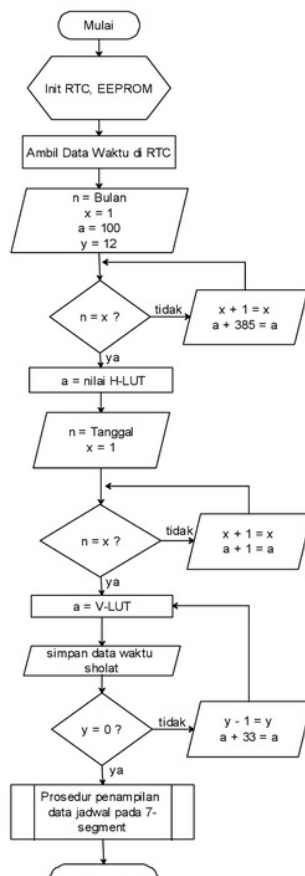 Mulai
Init RTC, EEPROM
Ambil Data Waktu di RTC
n = Bulan
x = 1
a = 100
y = 12
n = x ?
tidak
x + 1 = x
a + 385 = a
ya
a = nilai H-LUT
n = Tanggal
x = 1
n = x ?
tidak
x + 1 = x
a + 1 = a
ya
a = V-LUT
simpan data waktu
sholat
y = 0 ?
tidak
y - 1 = y
a + 33 = a
ya
Prosedur penampilan
data jadwal pada 7-
segment